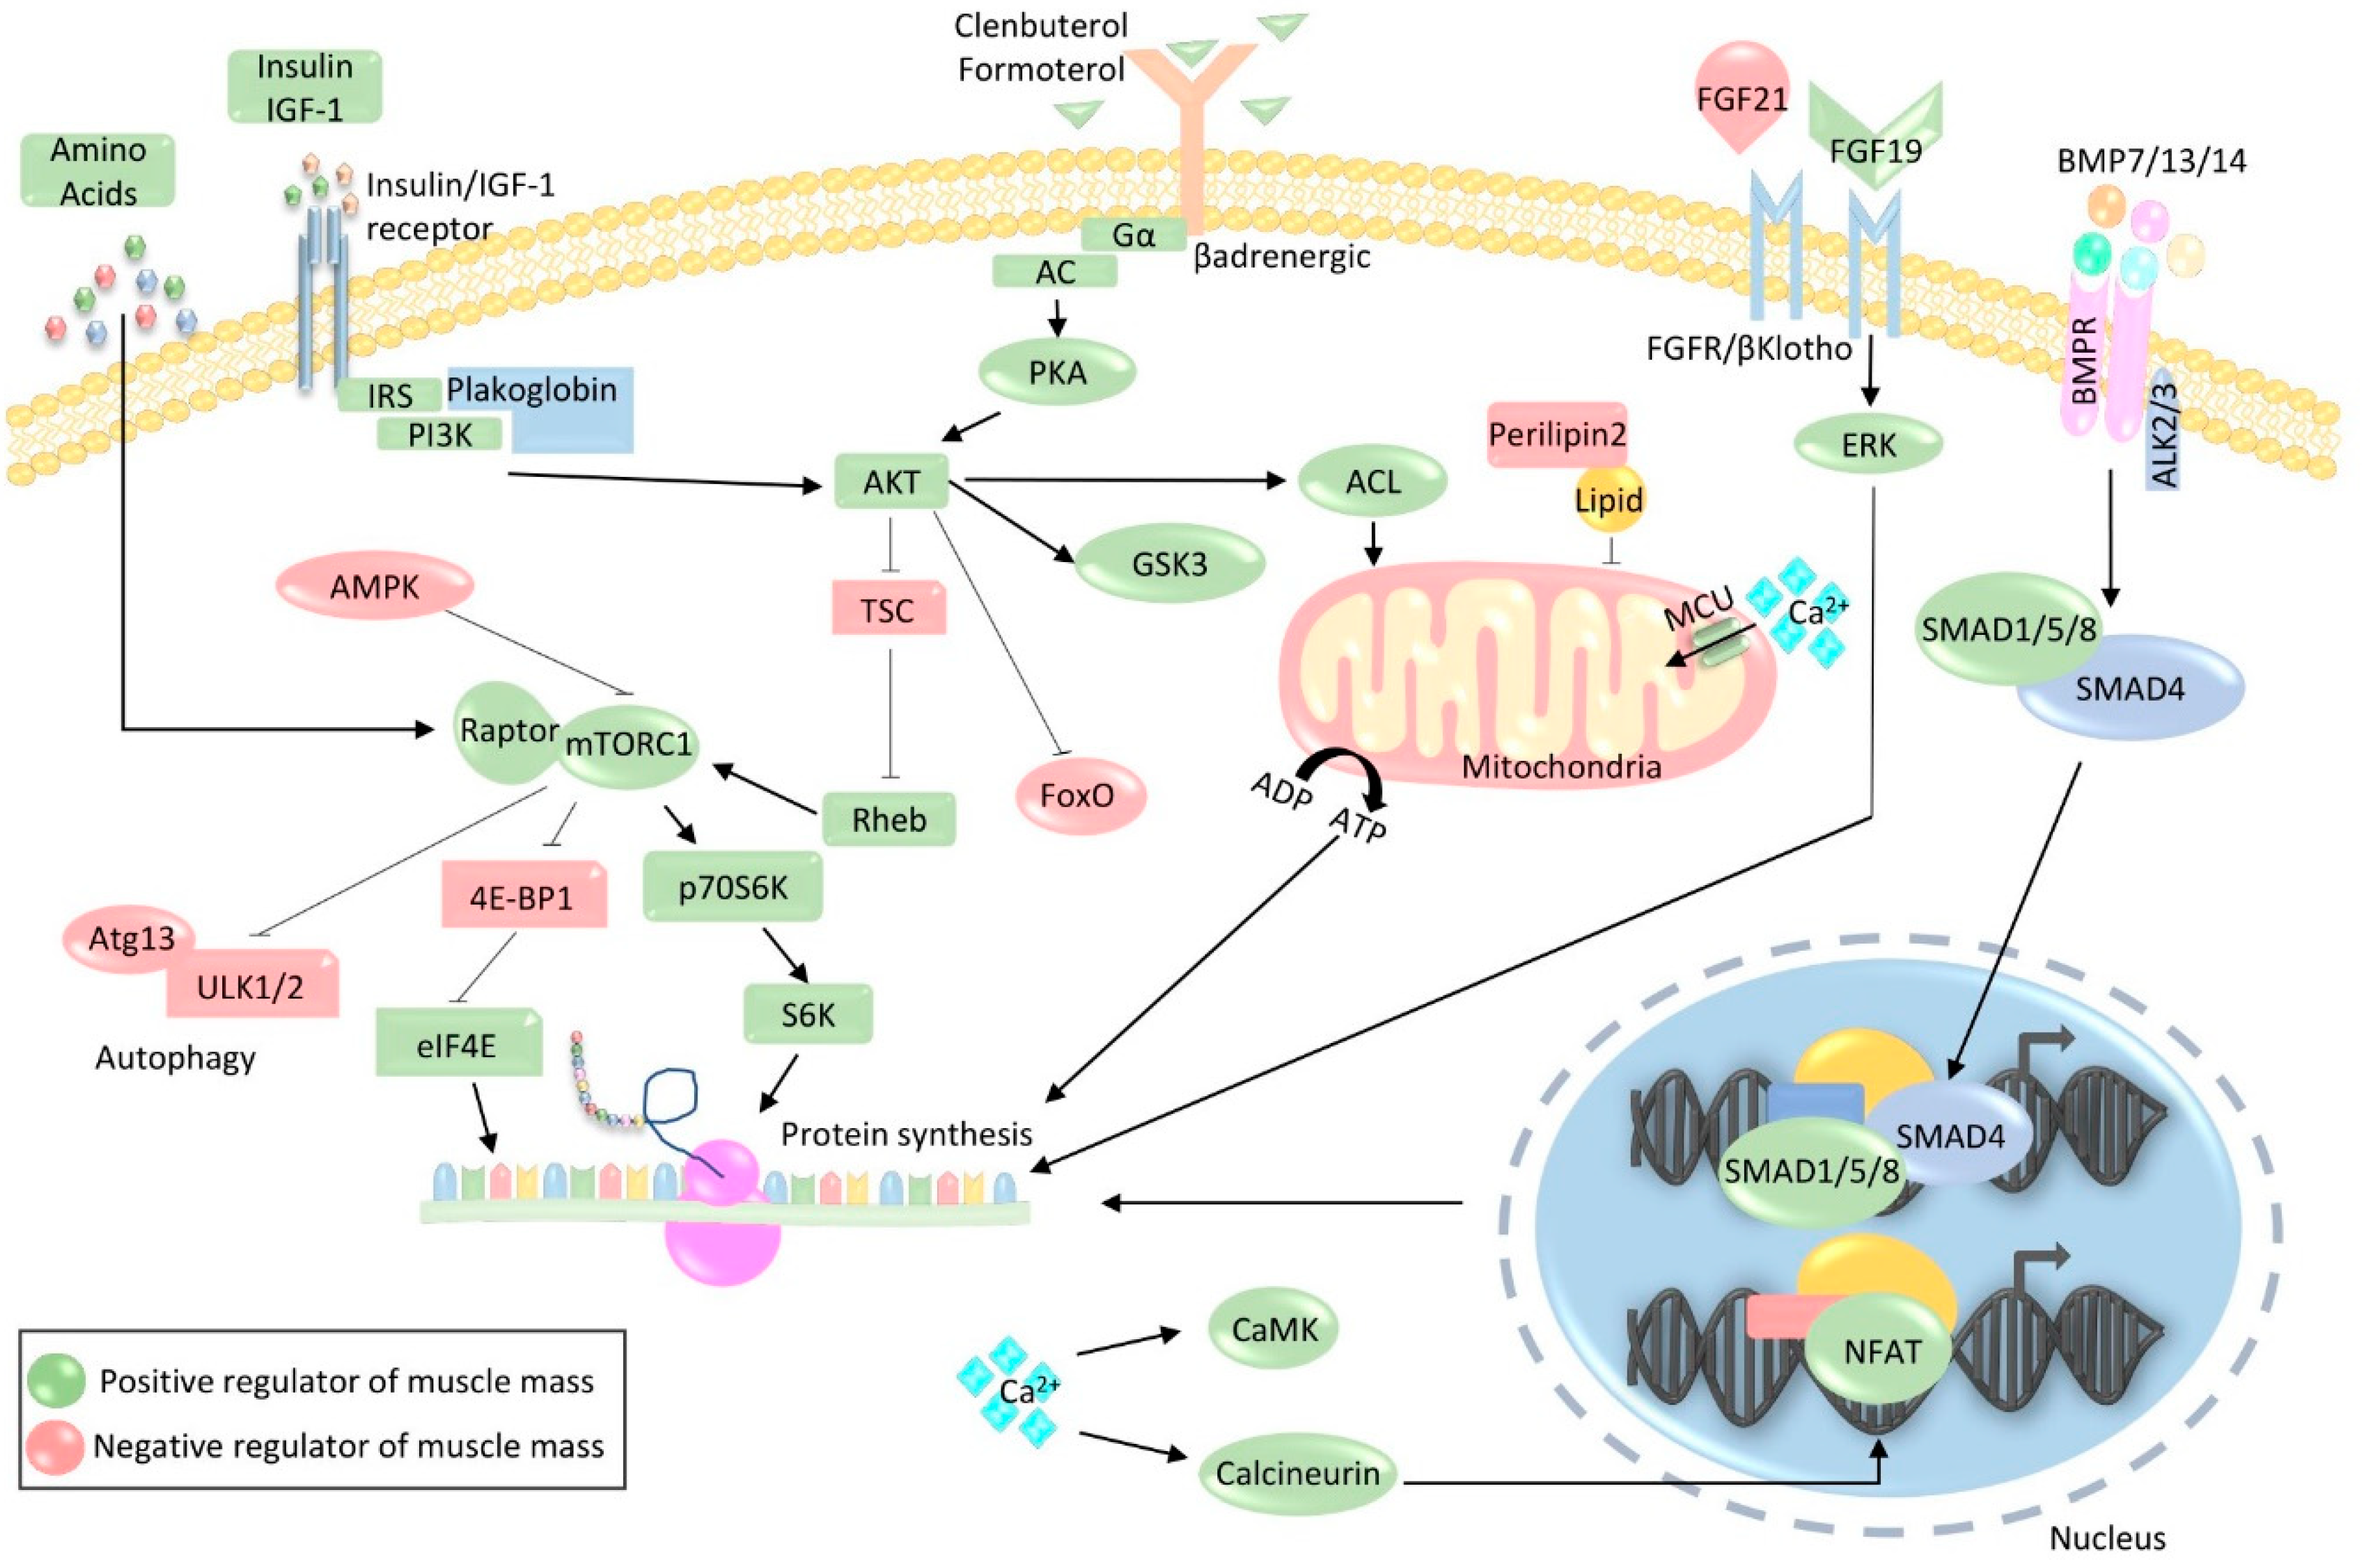 Clenbuterol
Formoterol
Insulin
IGF-1
Amino
Acids
Insulin/IGF-1
receptor
FGF21
FGF19
BMP7/13/14
Gα
AC
βadrenergic
PKA
FGFR/βKlotho
BMPR
ALK2/3
IRS
Plakoglobin
PI3K
AKT
ACL
GSK3
Perilipin2
Lipid
ERK
AMPK
TSC
MCU
Ca2+
SMAD1/5/8
SMAD4
Raptor
mTORC1
Rheb
FoxO
Mitochondria
ADP
ATP
4E-BP1
p70S6K
Atg13
ULK1/2
Autophagy
eIF4E
S6K
Protein synthesis
SMAD4
SMAD1/5/8
NFAT
CaMK
Ca2+
Calcineurin
Nucleus
Positive regulator of muscle mass
Negative regulator of muscle mass